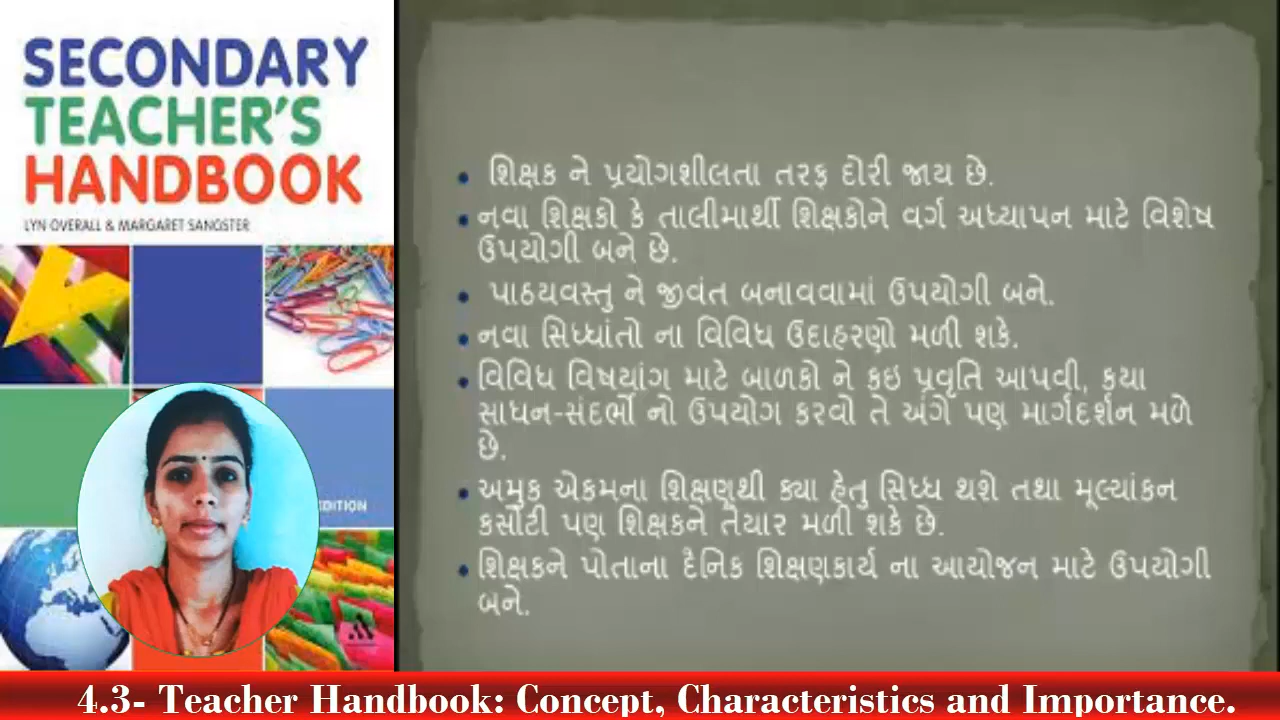 SECONDARY
TEACHER'S
HANDBOOK
LYN OVERALL & MARGARET SANGSTER
EDITION
• શિક્ષક ને પ્રયોગશીલતા તરફ દોરી જાય છે.
• નવા શિક્ષકો કે તાલીમાર્થી શિક્ષકોને વર્ગ અધ્યાપન માટે વિશેષ
ઉપયોગી બને છે.
• પાઠયવસ્તુ ને જીવંત બનાવવામાં ઉપયોગી બને.
• નવા સિધ્ધાંતો ના વિવિધ ઉદાહરણો મળી શકે.
• વિવિધ વિષયાંગ માટે બાળકો ને કઇ પ્રવૃતિ આપવી, કયા
સાધન-સંદર્ભો નો ઉપયોગ કરવો તે અંગે પણ માર્ગદર્શન મળે
છે.
• અમુક એકમના શિક્ષણથી ક્યા હેતુ સિધ્ધ થશે તથા મૂલ્યાંકન
કસોટી પણ શિક્ષકને તૈયાર મળી શકે છે.
• શિક્ષકને પોતાના દૈનિક શિક્ષણકાર્ય ના આયોજન માટે ઉપયોગી
બને.
4.3- Teacher Handbook: Concept, Characteristics and Importance.